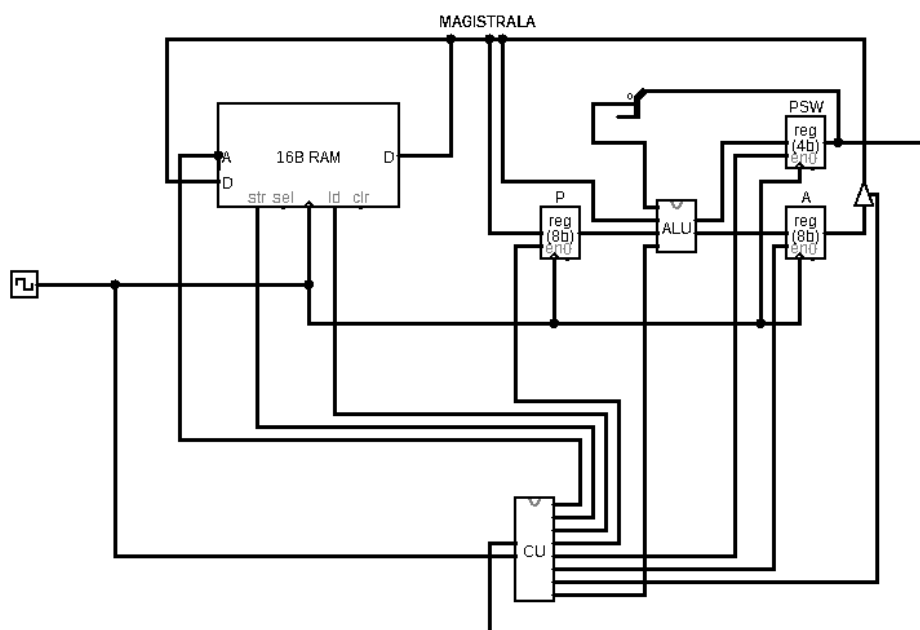 MAGISTRALA
PSW
reg
(4b)
en0
A
16B RAM
D
D
str sel
ld
clr
P
reg
(8b)
en0
ALU
A
reg
(8b)
en0
CU